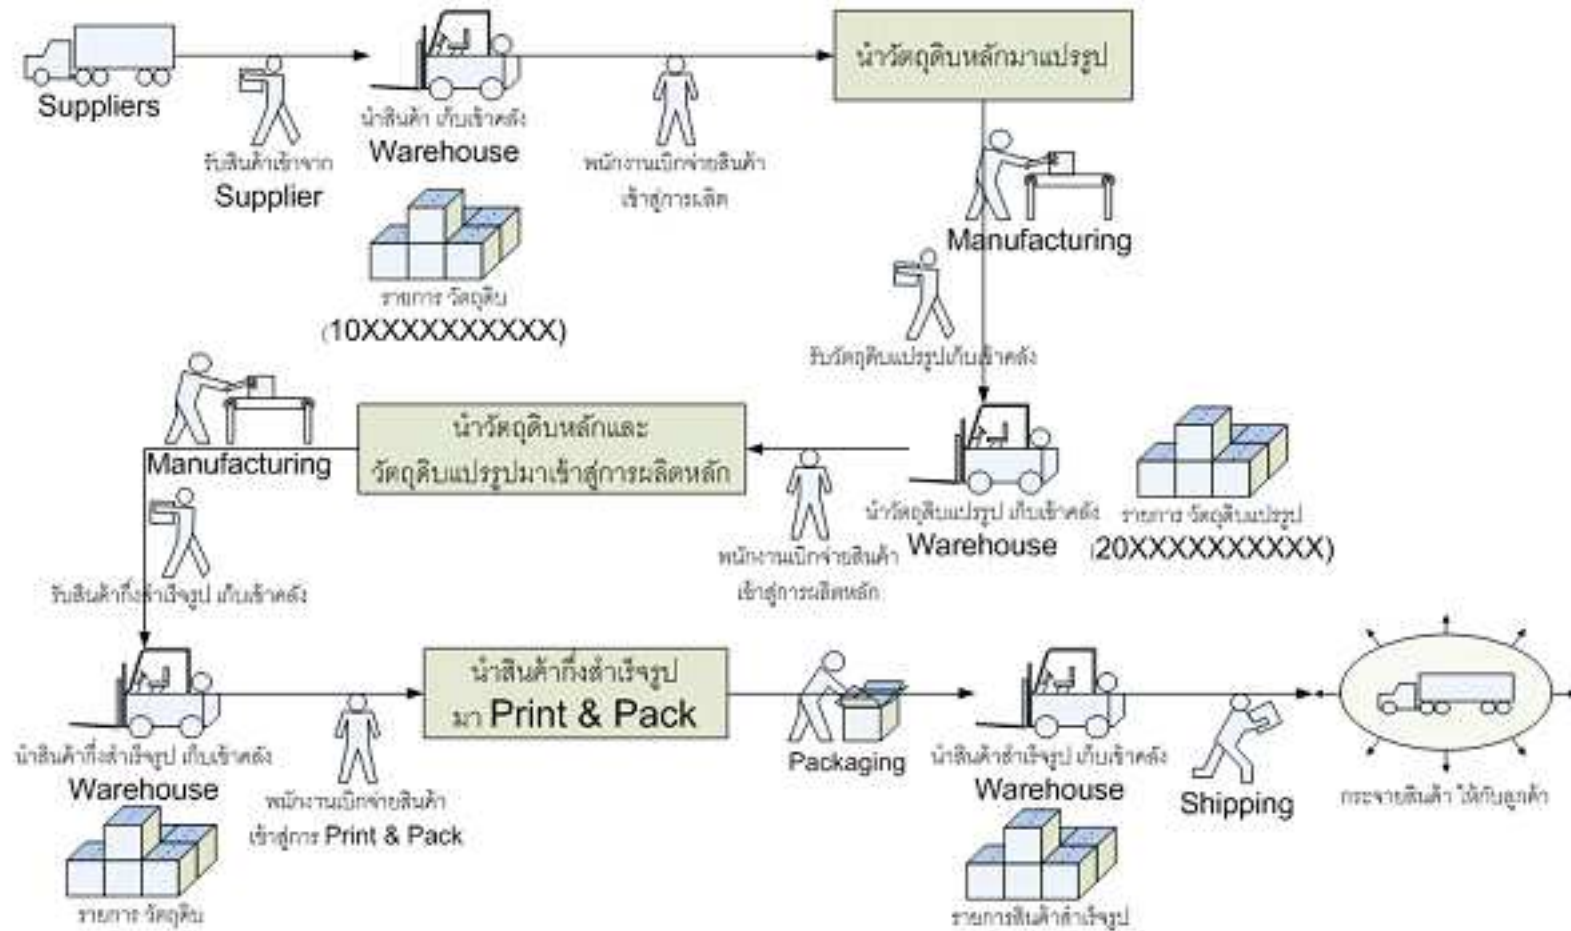 Suppliers
รับสินค้าเข้าจาก
Supplier
นำสินค้า เก็บเข้าคลัง
Warehouse
รายการ วัตถุดิบ
(10XXXXXXXXXX)
พนักงานเบิกจ่ายสินค้า
เข้าสู่การผลิต
นำวัตถุดิบหลักมาแปรรูป
Manufacturing
รับวัตถุดิบแปรรูปเก็บเข้าคลัง
นำวัตถุดิบแปรรูป เก็บเข้าคลัง
Warehouse
รายการ วัตถุดิบแปรรูป
(20XXXXXXXXXX)
พนักงานเบิกจ่ายสินค้า
เข้าสู่การผลิตหลัก
นำวัตถุดิบหลักและ
วัตถุดิบแปรรูปมาเข้าสู่การผลิตหลัก
Manufacturing
รับสินค้ากึ่งสำเร็จรูป เก็บเข้าคลัง
นำสินค้ากึ่งสำเร็จรูป เก็บเข้าคลัง
Warehouse
รายการ วัตถุดิบ
พนักงานเบิกจ่ายสินค้า
เข้าสู่การ Print & Pack
นำสินค้ากึ่งสำเร็จรูป
มา Print & Pack
Packaging
นำสินค้าสำเร็จรูป เก็บเข้าคลัง
Warehouse
รายการสินค้าสำเร็จรูป
Shipping
กระจายสินค้า ให้กับลูกค้า